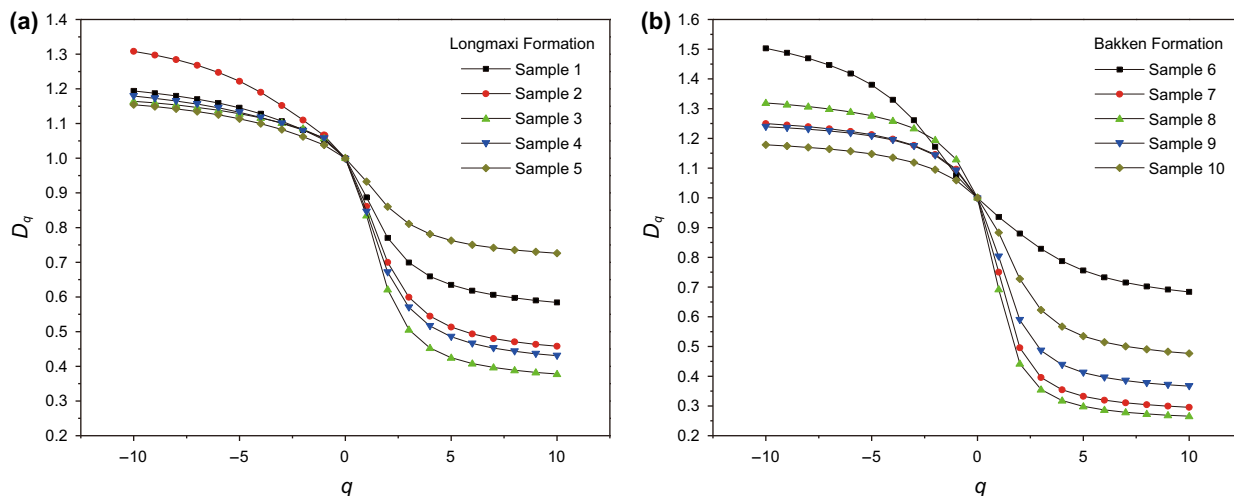 (a)
1.4
1.3
1.2
1.1
1.0
0.9
0.8
0.7
0.6
0.5
0.4
0.3
0.2
Dq
–10
–5
0
5
10
q
Longmaxi Formation
Sample 1
Sample 2
Sample 3
Sample 4
Sample 5
(b)
1.6
1.5
1.4
1.3
1.2
1.1
1.0
0.9
0.8
0.7
0.6
0.5
0.4
0.3
0.2
Dq
–10
–5
0
5
10
q
Bakken Formation
Sample 6
Sample 7
Sample 8
Sample 9
Sample 10